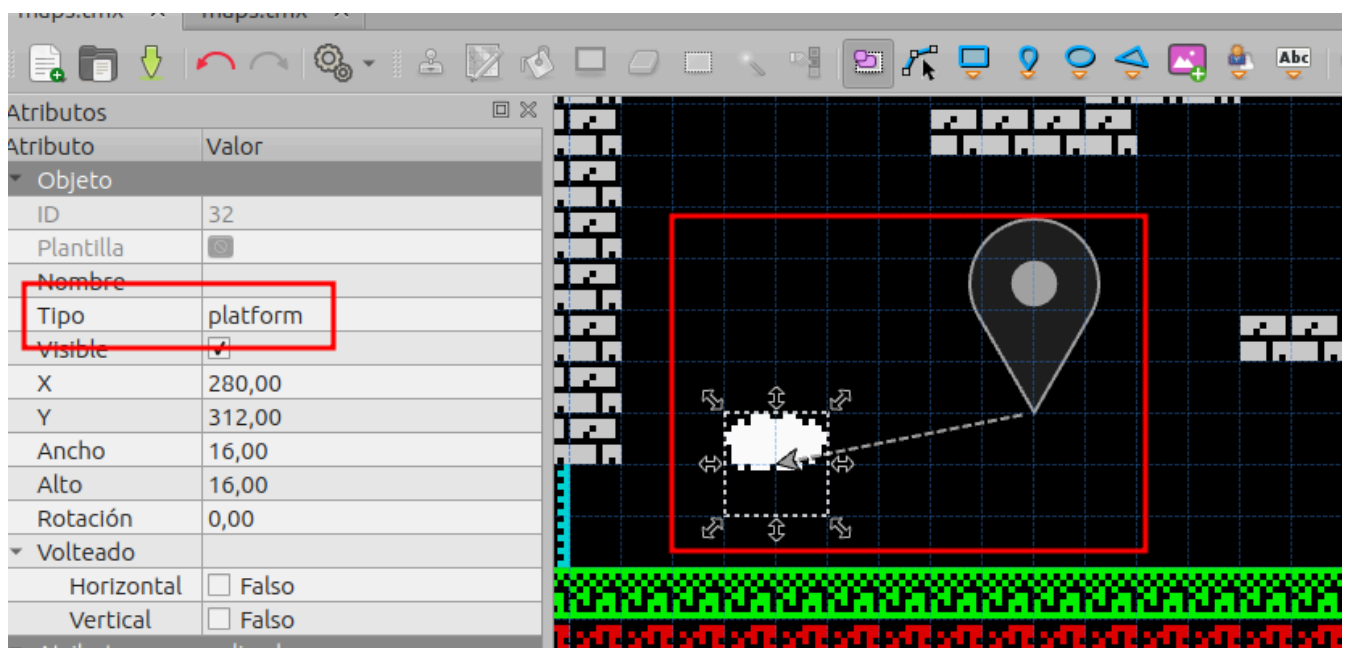 maps.tmx × maps.tmx ×
Abc
Atributos
Atributo Valor
Objeto
ID 32
Plantilla
Nombre
Tipo platform
Visible
X 280,00
Y 312,00
Ancho 16,00
Alto 16,00
Rotación 0,00
Volteado
Horizontal Falso
Vertical Falso